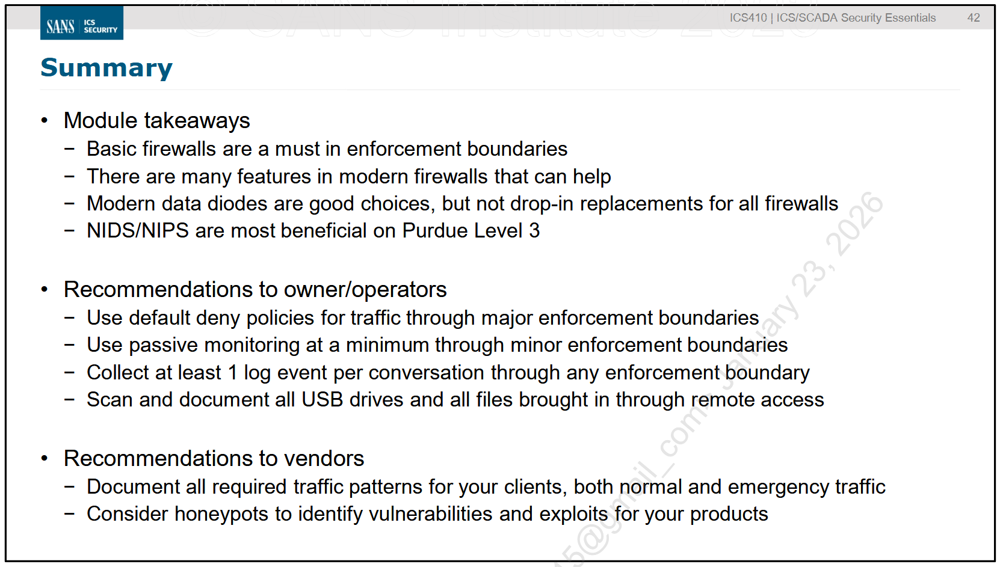 © SANS Institute 2026
SANS
ICS
SECURITY
ICS410 | ICS/SCADA Security Essentials
42
Summary
• Module takeaways
− Basic firewalls are a must in enforcement boundaries
− There are many features in modern firewalls that can help
− Modern data diodes are good choices, but not drop-in replacements for all firewalls
− NIDS/NIPS are most beneficial on Purdue Level 3
• Recommendations to owner/operators
− Use default deny policies for traffic through major enforcement boundaries
− Use passive monitoring at a minimum through minor enforcement boundaries
− Collect at least 1 log event per conversation through any enforcement boundary
− Scan and document all USB drives and all files brought in through remote access
• Recommendations to vendors
− Document all required traffic patterns for your clients, both normal and emergency traffic
− Consider honeypots to identify vulnerabilities and exploits for your products
15@gmail_com- January 23, 2026